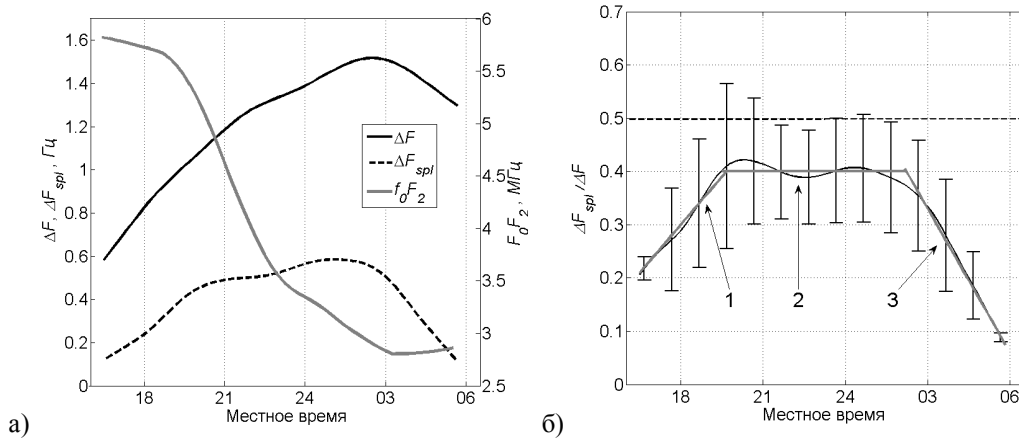 1.6
1.4
1.2
1
0.8
0.6
0.4
0.2
0
ΔF, ΔF_spl, Гц
6
5.5
5
4.5
4
3.5
3
2.5
F₀F₂, МГц
ΔF
ΔF_spl
f₀F₂
18 21 24 03 06
Местное время
а)
0.7
0.6
0.5
0.4
0.3
0.2
0.1
0
ΔF_spl/ΔF
1 2 3
18 21 24 03 06
Местное время
б)